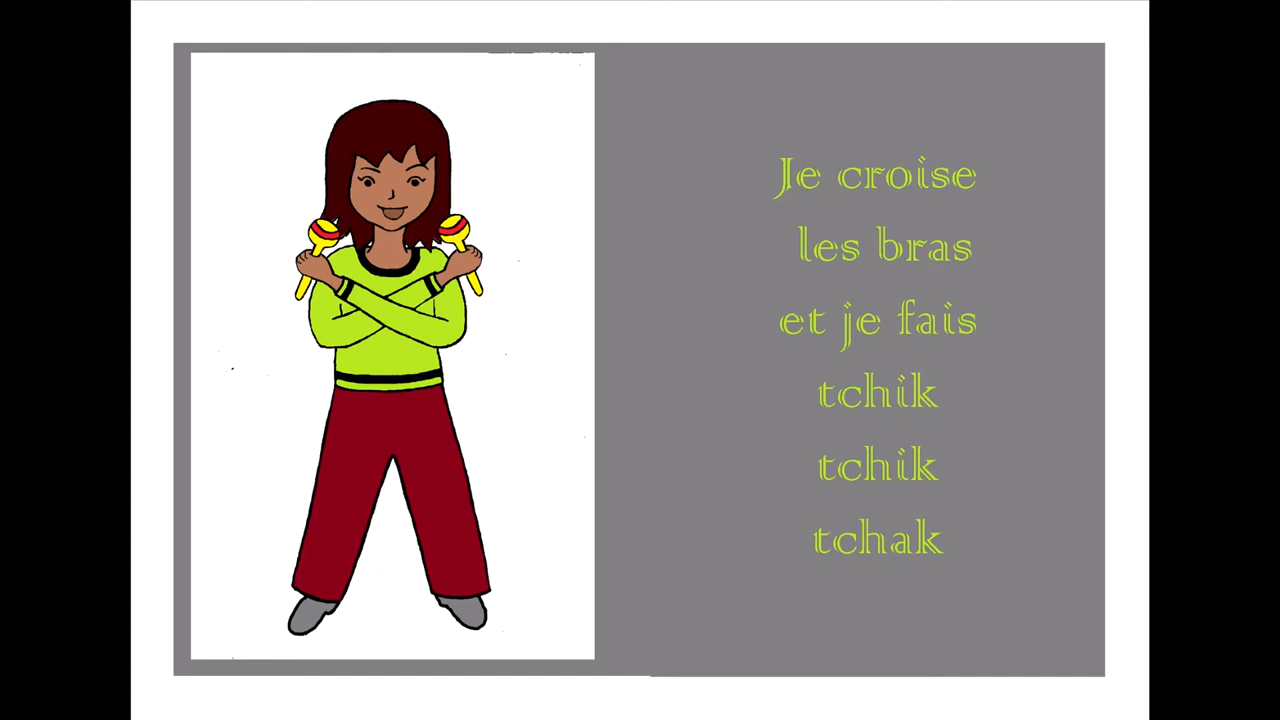 Je croise
les bras
et je fais
tchik
tchik
tchak